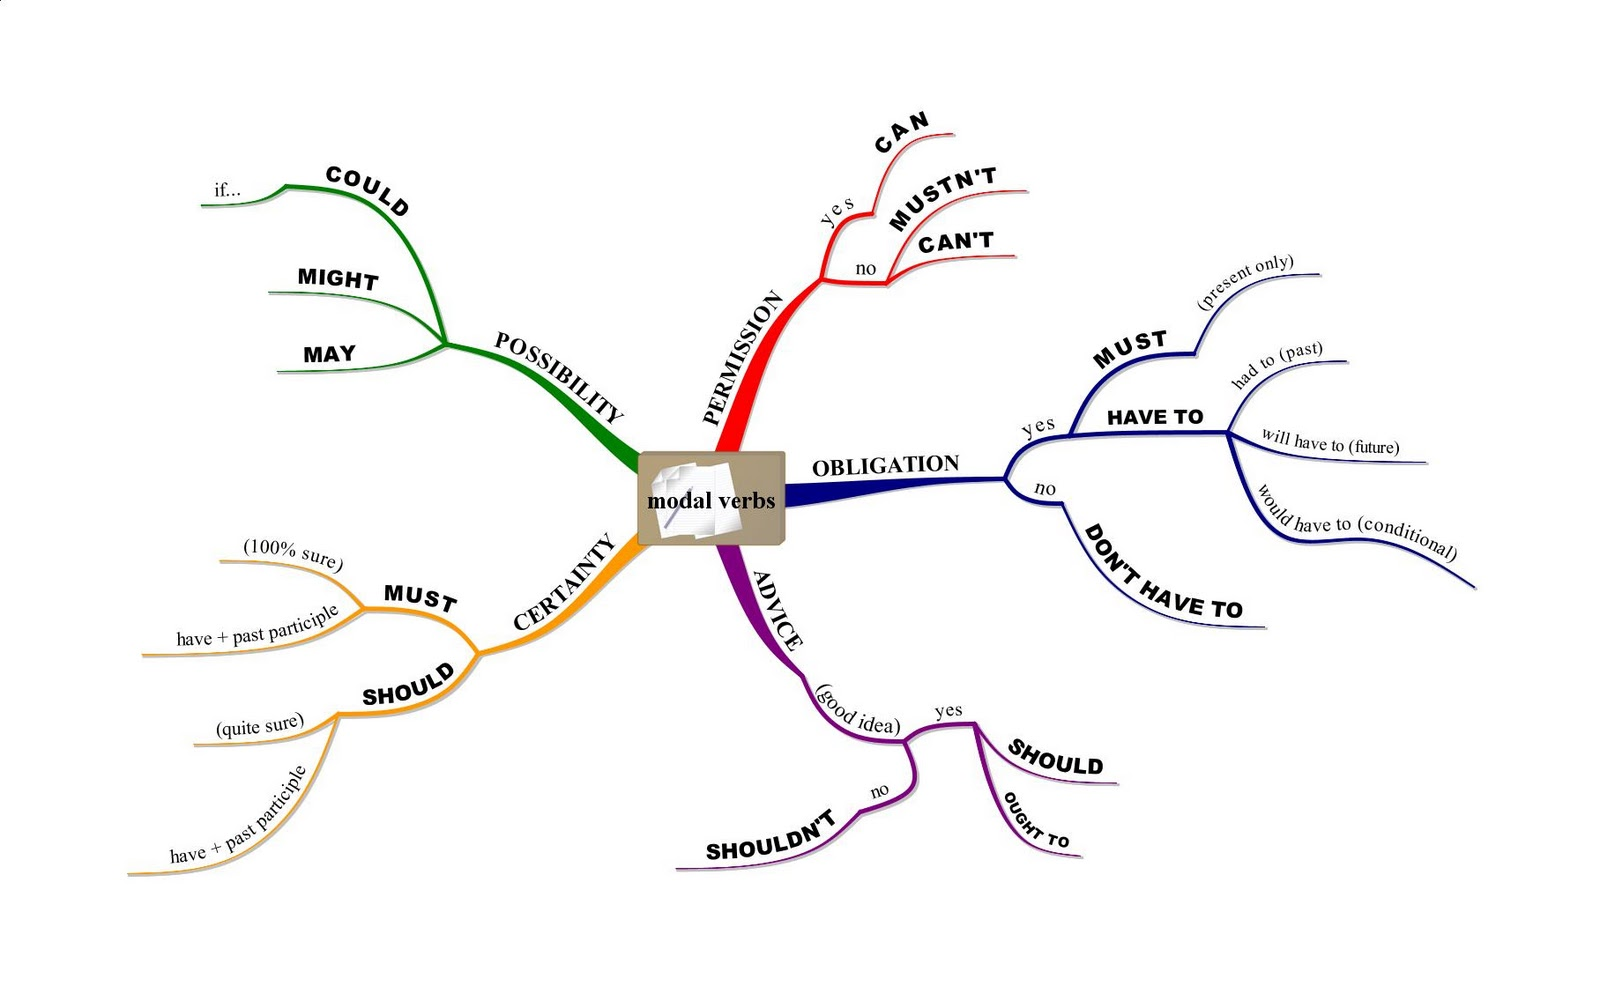 modal verbs
PERMISSION
yes
CAN
no
MUSTN'T
CAN'T
OBLIGATION
yes
MUST
(present only)
HAVE TO
had to (past)
will have to (future)
would have to (conditional)
no
DON'T HAVE TO
ADVICE
(good idea)
yes
SHOULD
OUGHT TO
no
SHOULDN'T
CERTAINTY
MUST
(100% sure)
have + past participle
SHOULD
(quite sure)
have + past participle
POSSIBILITY
COULD
if...
MIGHT
MAY